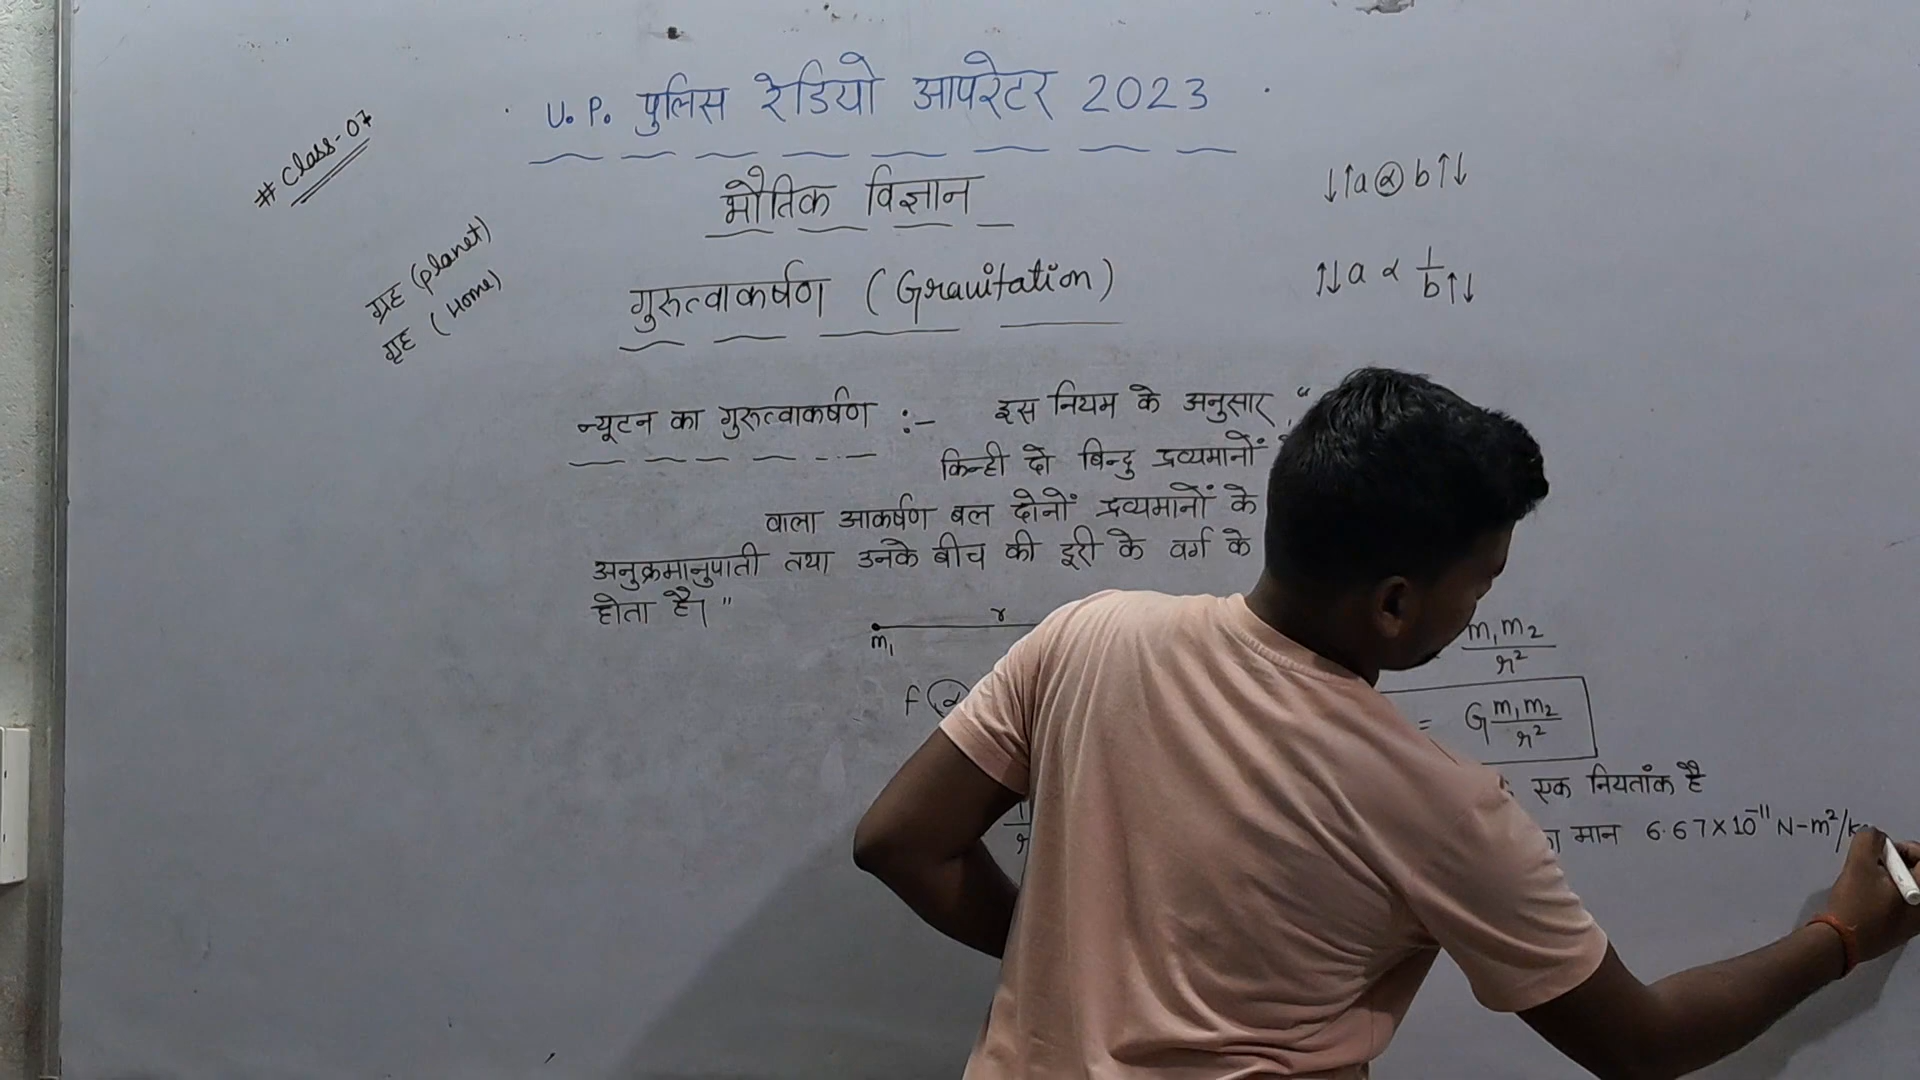 U. P. पुलिस रेडियो आपरेटर 2023
# Class-07
भौतिक विज्ञान
↓↑a ∝ b↑↓
ग्रह (Planet)
गृह (Home)
गुरुत्वाकर्षण (Gravitation)
↑↓a ∝ 1/b↑↓
न्यूटन का गुरुत्वाकर्षण :- इस नियम के अनुसार, "
किन्ही दो बिन्दु द्रव्यमानों
वाला आकर्षण बल दोनों द्रव्यमानों के
अनुक्रमानुपाती तथा उनके बीच की दूरी के वर्ग के
होता है। "
r
m₁
m₁m₂/r²
F ∝
= G m₁m₂/r²
एक नियतांक है
मान 6.67×10⁻¹¹ N-m²/k